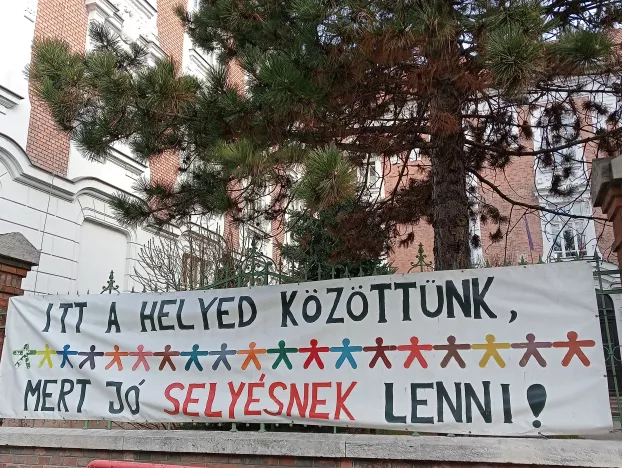 ITT A HELYED KÖZÖTTÜNK,
MERT JÓ SELYÉSNEK LENNI!